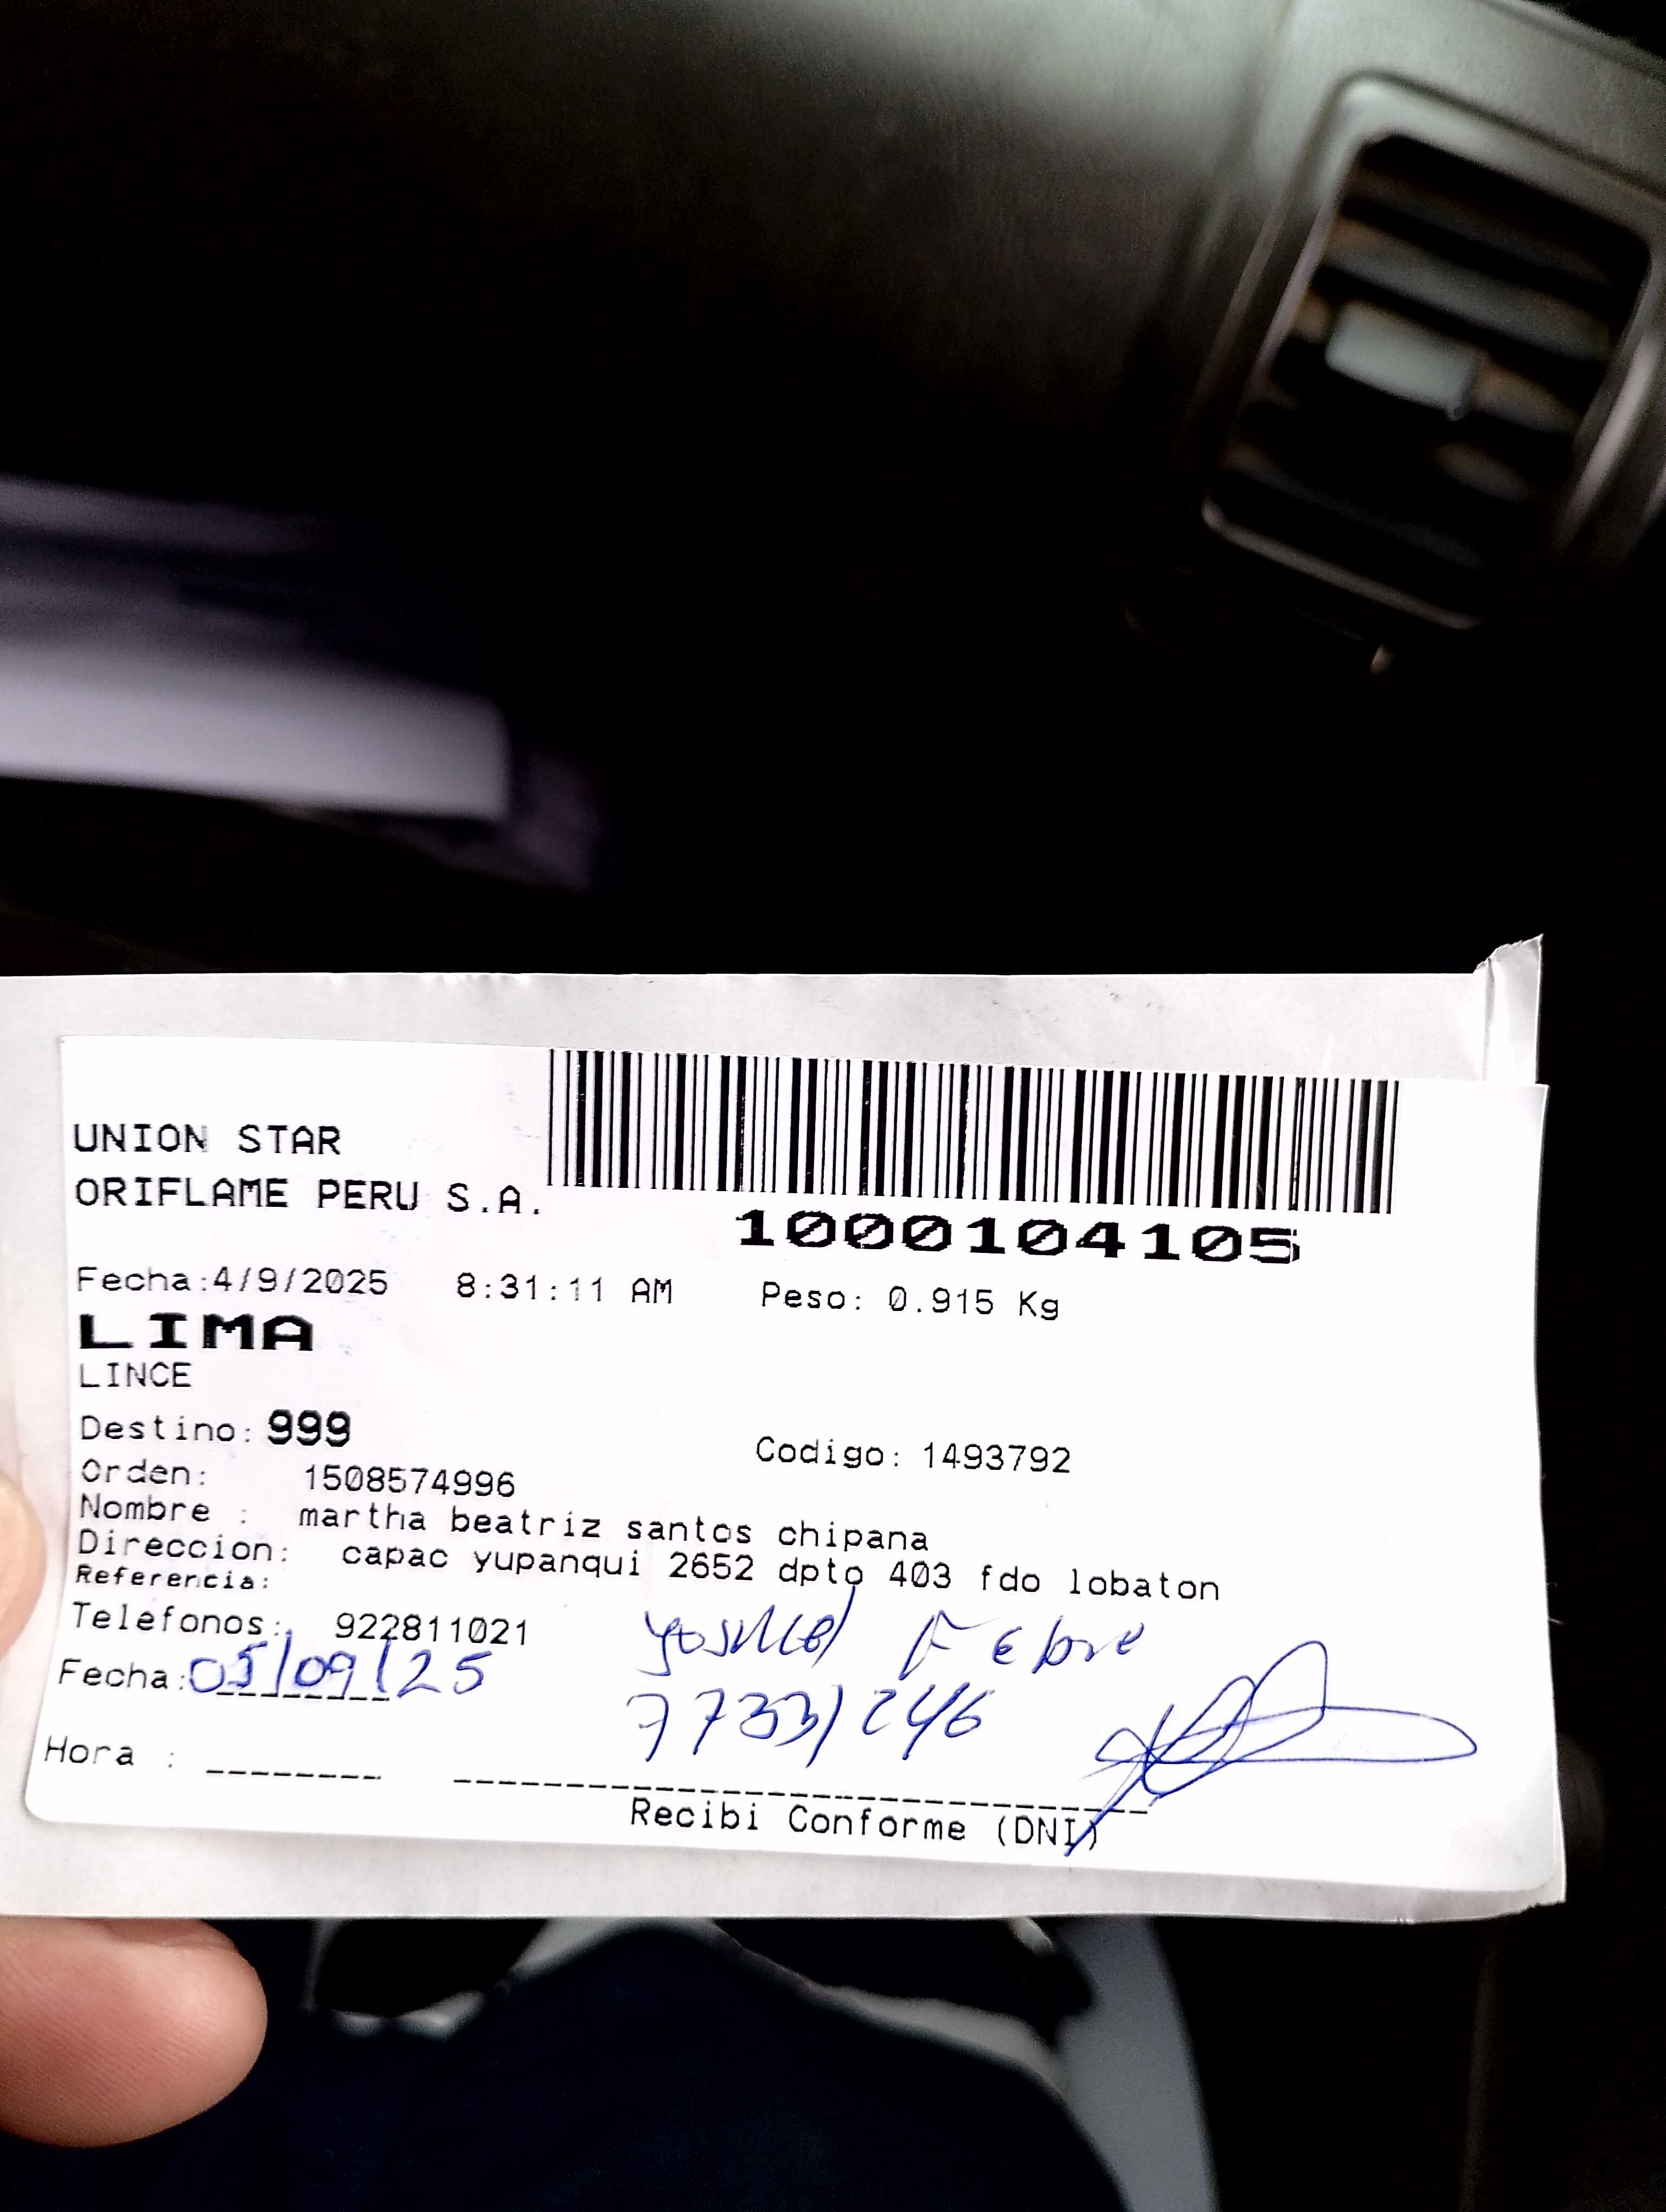 UNION STAR
ORIFLAME PERU S.A.
1000104105
Fecha:4/9/2025 8:31:11 AM Peso: 0.915 Kg
LIMA
LINCE
Destino: 999 Codigo: 1493792
Orden: 1508574996
Nombre : martha beatriz santos chipana
Direccion: capac yupanqui 2652 dpto 403 fdo lobaton
Referencia:
Telefonos: 922811021
Fecha: 05/09/25
Hora :
Recibi Conforme (DNI)